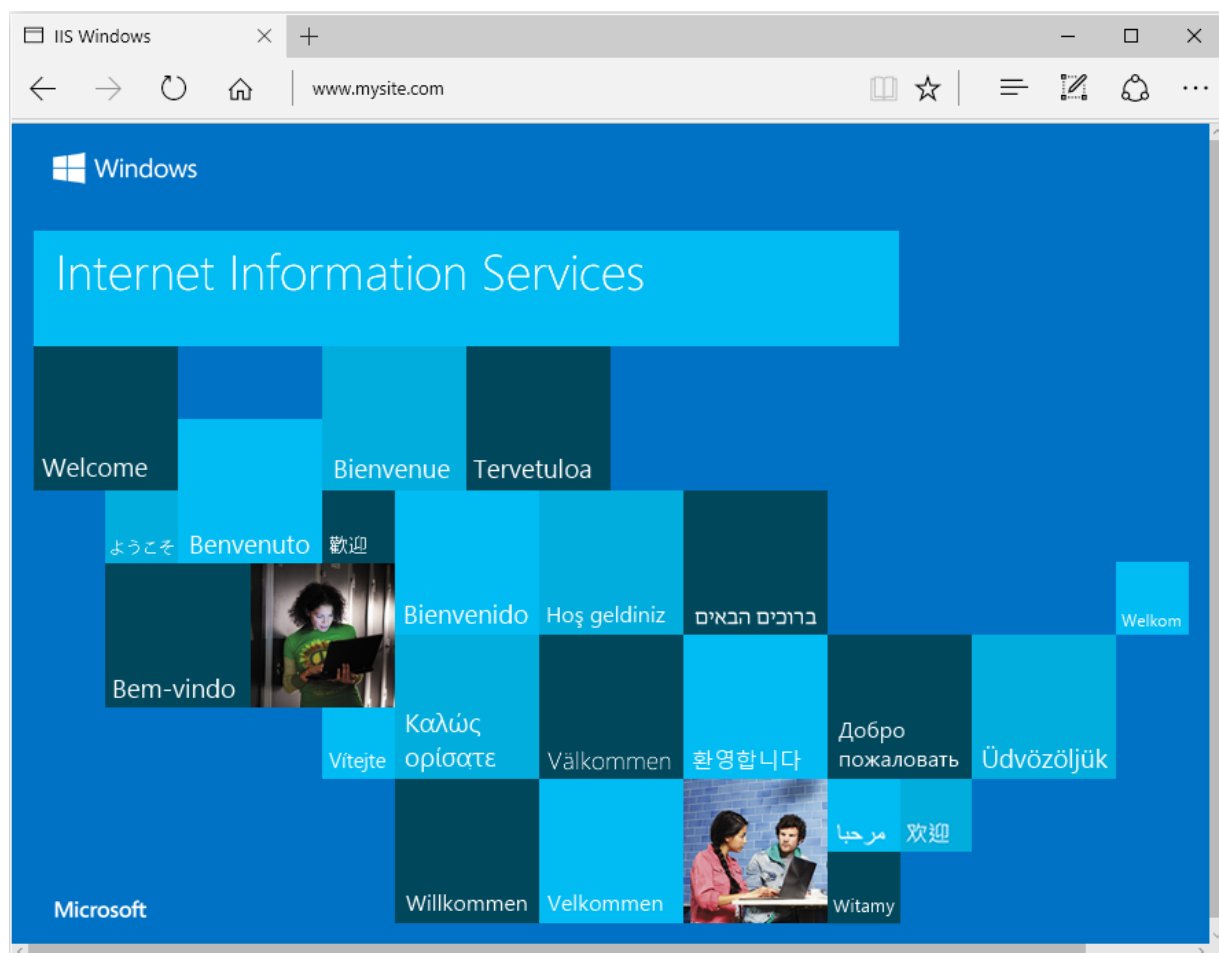 IIS Windows
www.mysite.com
Windows
Internet Information Services
Welcome
Bienvenue
Tervetuloa
ようこそ
Benvenuto
歡迎
Bienvenido
Hoş geldiniz
ברוכים הבאים
Welkom
Bem-vindo
Vítejte
Καλώς
ορίσατε
Välkommen
환영합니다
Добро
пожаловать
Üdvözöljük
مرحبا
欢迎
Willkommen
Velkommen
Witamy
Microsoft